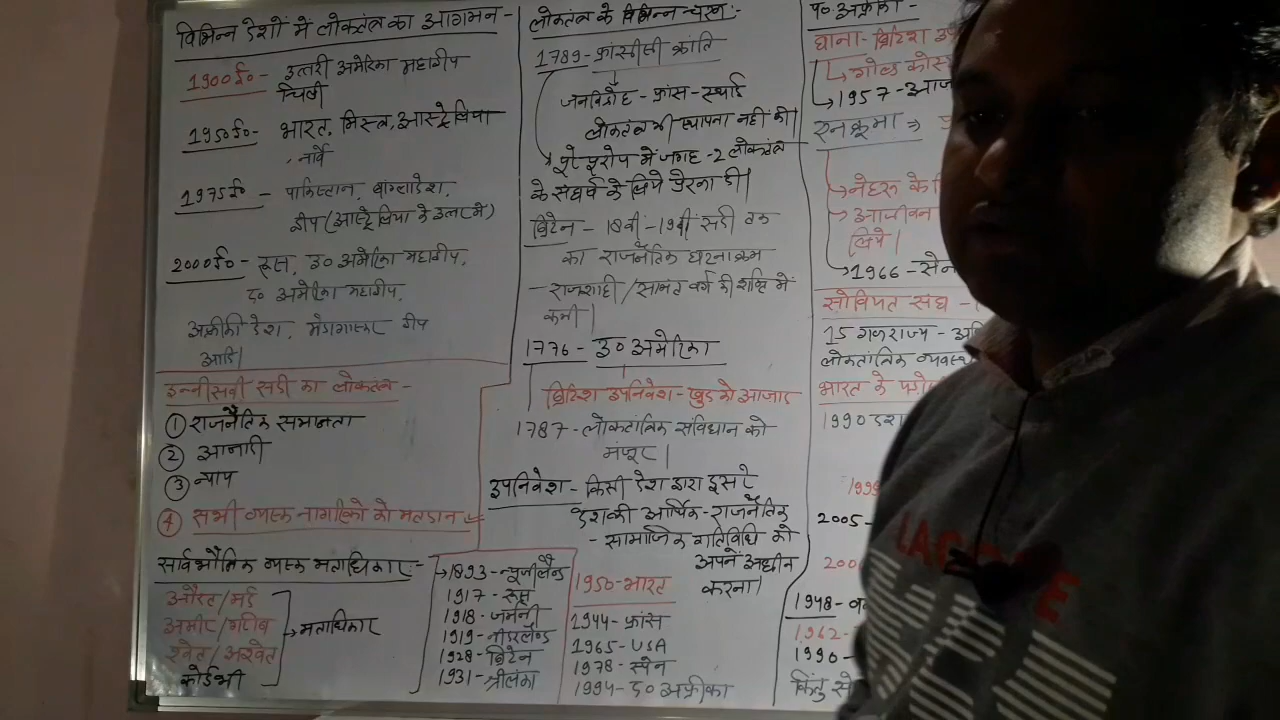 विभिन्न देशों में लोकतंत्र का आगमन -
1900ई० - उत्तरी अमेरिका महाद्वीप
चिली
1950ई० - भारत, मिस्त्र, आस्ट्रेलिया
, नार्वे
1975ई० - पाकिस्तान, बांग्लादेश,
द्वीप (आस्ट्रेलिया के उत्तर में)
2000ई० - रूस, उ० अमेरिका महाद्वीप,
द० अमेरिका महाद्वीप,
अफ्रीकी देश, मेडागास्कर द्वीप
आदि।
इन्नीसवी सदी का लोकतंत्र -
① राजनैतिक समानता
② आजादी
③ न्याय
④ सभी व्यस्क नागरिको को मतदान
सार्वभौमिक व्यस्क मताधिकार -
औरत/मर्द
अमीर/गरीब
श्वेत/अश्वेत
कोई भी
मताधिकार
1893 - न्यूजीलैण्ड
1917 - रूस
1918 - जर्मनी
1919 - नीदरलैण्ड
1928 - ब्रिटेन
1931 - श्रीलंका
1950 - भारत
1944 - फ्रांस
1965 - USA
1978 - स्पेन
1994 - द० अफ्रीका
लोकतंत्र के विभिन्न चरण :-
1789 - फ्रांसीसी क्रांति
जनविद्रोह - फ्रांस - स्थाई
लोकतंत्र की स्थापना नही की।
पूरे यूरोप में जगह - 2 लोकतंत्र
के संघर्ष के लिये प्रेरणा दी।
ब्रिटेन - 18वीं - 19वीं सदी तक
का राजनैतिक घटनाक्रम
- राजशाही / सामंत वर्ग की शक्ति में
कमी।
1776 - उ० अमेरिका
ब्रिटिश उपनिवेश - खुद को आजाद
1787 - लोकतांत्रिक संविधान को
मंजूर।
उपनिवेश - किसी देश द्वारा दूसरे
देश की आर्थिक - राजनैतिक
- सामाजिक गतिविधि को
अपने अधीन
करना।
प० अफ्रीका -
घाना - ब्रिटिश
गोल्ड
1957 -
एनक्रूमा ⇒
नेहरू के
आजीवन
लिये।
1966 -
सोवियत संघ -
15 गणराज्य -
लोकतांत्रिक
भारत के
1990
2005 -
1948 -
1962 -
1990 -
किंतु